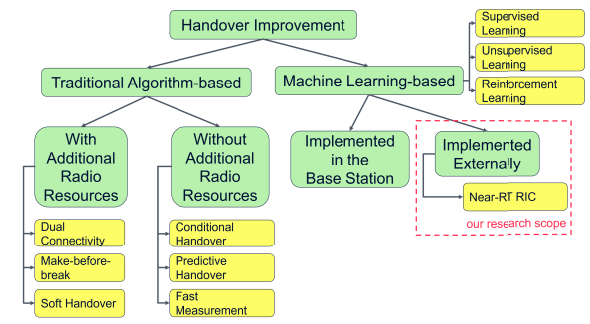 Handover Improvement
Supervised
Learning
Unsupervised
Learning
Reinforcement
Learning
Traditional Algorithm-based
Machine Learning-based
With
Additional
Radio
Resources
Without
Additional
Radio
Resources
Implemented
in the
Base Station
Implemented
Externally
Near-RT RIC
our research scope
Dual
Connectivity
Make-before-
break
Soft Handover
Conditional
Handover
Predictive
Handover
Fast
Measurement